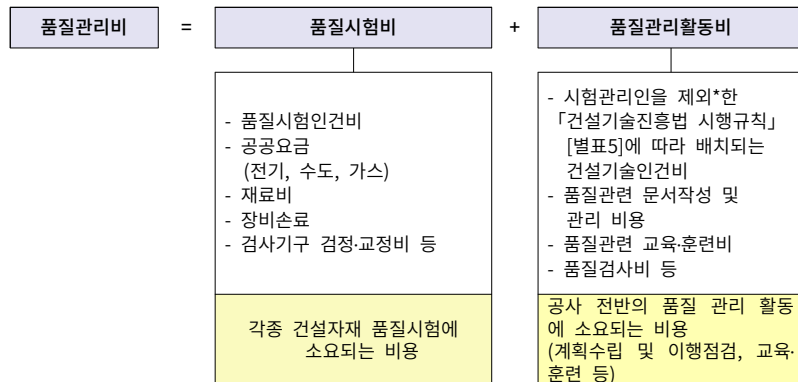 품질관리비 = 품질시험비 + 품질관리활동비
- 품질시험인건비
- 공공요금
(전기, 수도, 가스)
- 재료비
- 장비손료
- 검사기구 검정·교정비 등
각종 건설자재 품질시험에
소요되는 비용
- 시험관리인을 제외*한
「건설기술진흥법 시행규칙」
[별표5]에 따라 배치되는
건설기술인건비
- 품질관련 문서작성 및
관리 비용
- 품질관련 교육·훈련비
- 품질검사비 등
공사 전반의 품질 관리 활동
에 소요되는 비용
(계획수립 및 이행점검, 교육·
훈련 등)